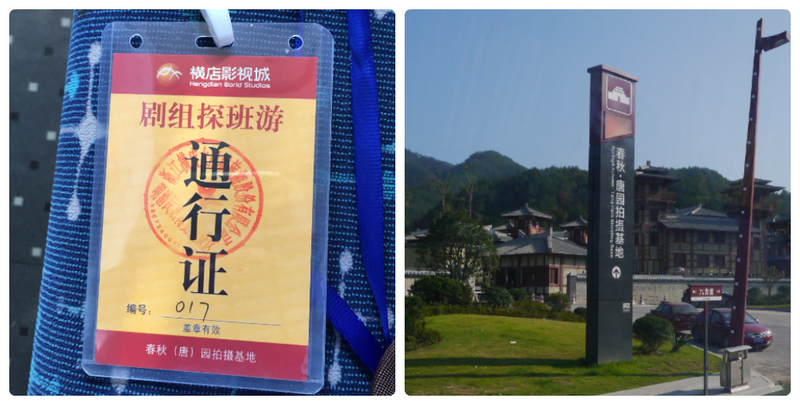 横店影视城
Hengdian World Studios
剧组探班游
通行证
编号： 017
盖章有效
春秋（唐）园拍摄基地
春秋·唐园拍摄基地